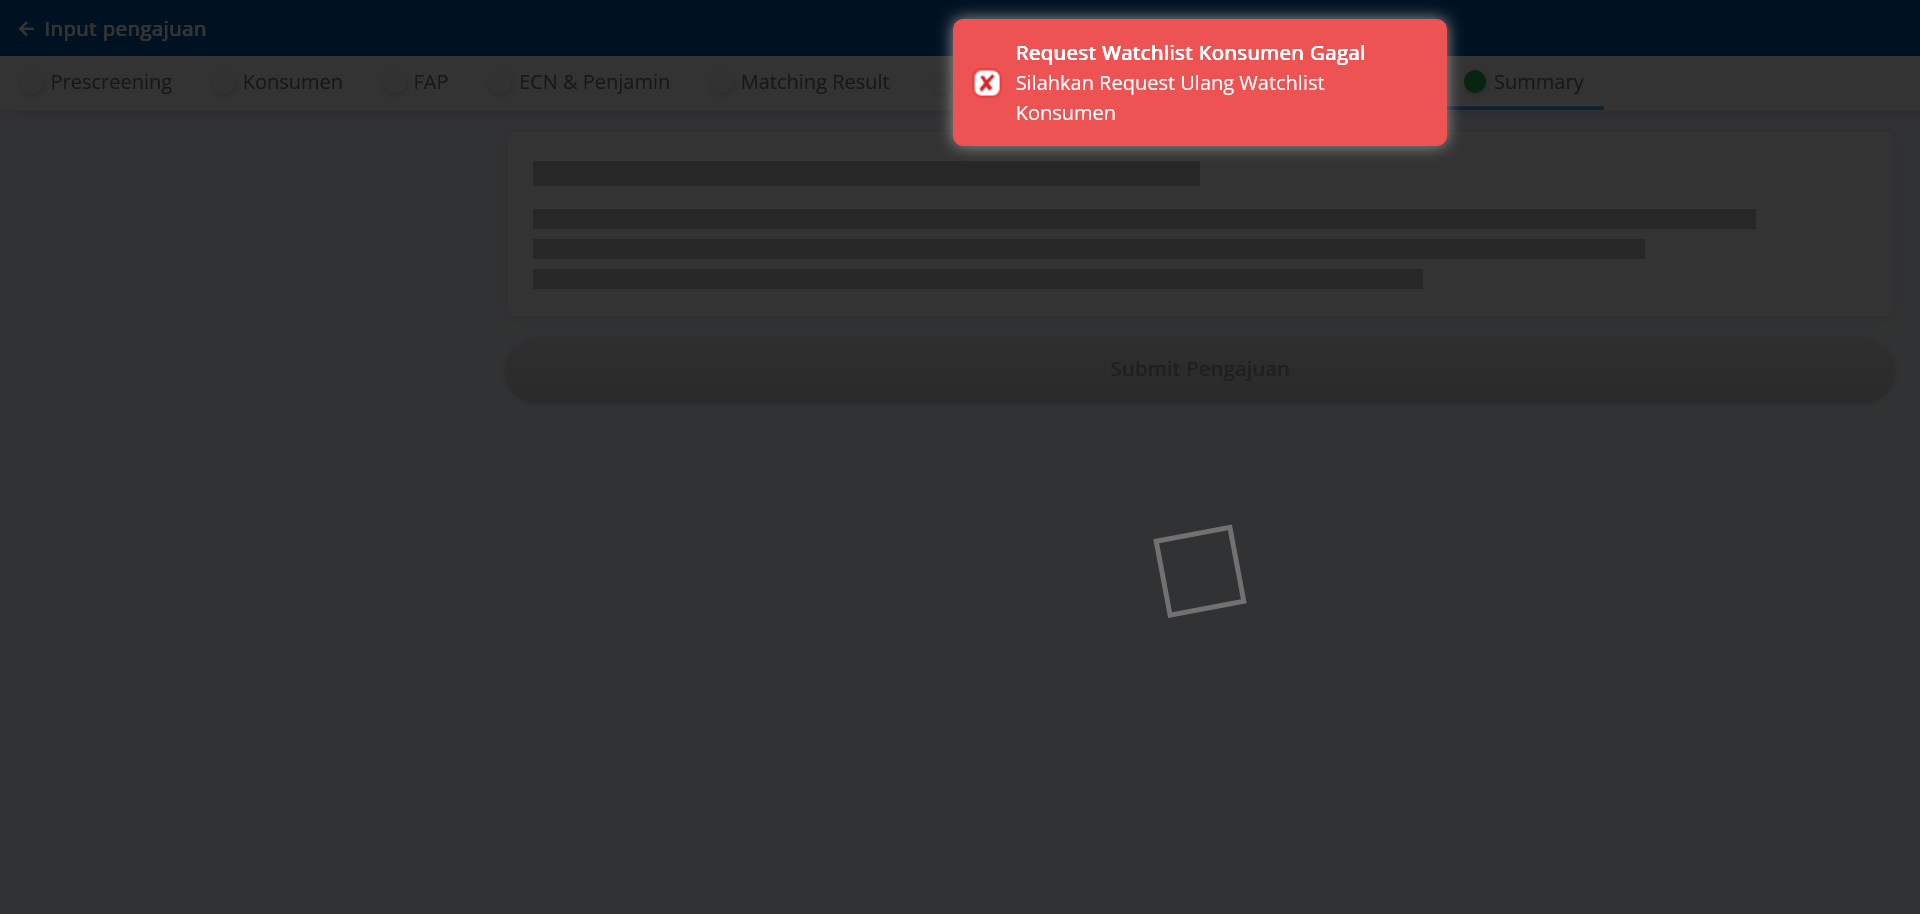 Input pengajuan
Prescreening
Konsumen
FAP
ECN & Penjamin
Matching Result
Summary
Request Watchlist Konsumen Gagal
Silahkan Request Ulang Watchlist
Konsumen
Submit Pengajuan